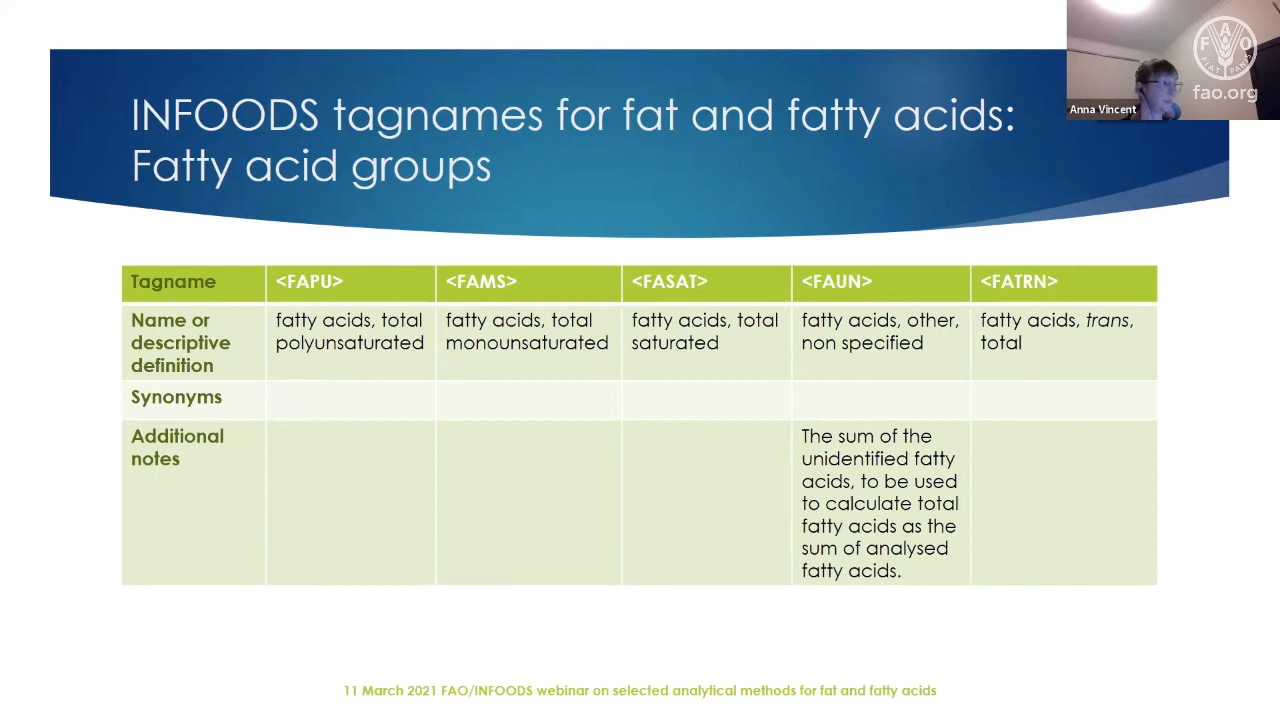 INFOODS tagnames for fat and fatty acids:
Fatty acid groups
Anna Vincent
F A O
FIAT PANIS
fao.org
Tagname
<FAPU>
<FAMS>
<FASAT>
<FAUN>
<FATRN>
Name or
descriptive
definition
fatty acids, total
polyunsaturated
fatty acids, total
monounsaturated
fatty acids, total
saturated
fatty acids, other,
non specified
fatty acids, trans,
total
Synonyms
Additional
notes
The sum of the
unidentified fatty
acids, to be used
to calculate total
fatty acids as the
sum of analysed
fatty acids.
11 March 2021 FAO/INFOODS webinar on selected analytical methods for fat and fatty acids